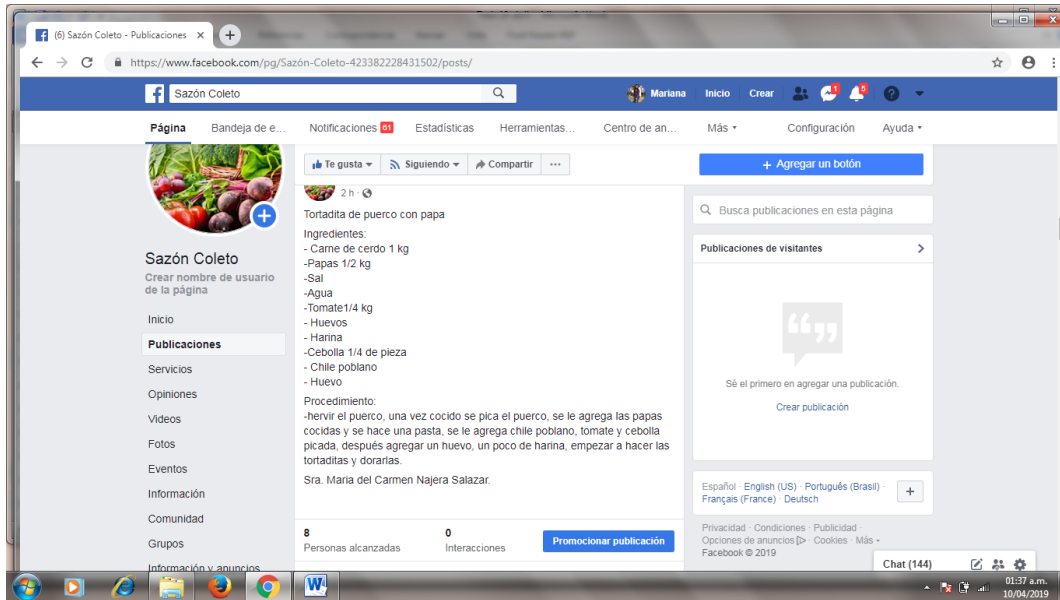 (6) Sazón Coleto - Publicaciones
https://www.facebook.com/pg/Sazón-Coleto-423382228431502/posts/
Sazón Coleto
Mariana
Inicio
Crear
1
5
Página
Bandeja de e...
Notificaciones 61
Estadísticas
Herramientas...
Centro de an...
Más
Configuración
Ayuda
Te gusta
Siguiendo
Compartir
+ Agregar un botón
Sazón Coleto
Crear nombre de usuario
de la página
Inicio
Publicaciones
Servicios
Opiniones
Videos
Fotos
Eventos
Información
Comunidad
Grupos
Información y anuncios
2 h
Tortadita de puerco con papa
Ingredientes:
- Carne de cerdo 1 kg
-Papas 1/2 kg
-Sal
-Agua
-Tomate1/4 kg
- Huevos
- Harina
-Cebolla 1/4 de pieza
- Chile poblano
- Huevo
Procedimiento:
-hervir el puerco, una vez cocido se pica el puerco, se le agrega las papas
cocidas y se hace una pasta, se le agrega chile poblano, tomate y cebolla
picada, después agregar un huevo, un poco de harina, empezar a hacer las
tortaditas y dorarlas.
Sra. Maria del Carmen Najera Salazar.
8
Personas alcanzadas
0
Interacciones
Promocionar publicación
Busca publicaciones en esta página
Publicaciones de visitantes
Sé el primero en agregar una publicación.
Crear publicación
Español · English (US) · Português (Brasil) ·
Français (France) · Deutsch
Privacidad · Condiciones · Publicidad ·
Opciones de anuncios · Cookies · Más
Facebook © 2019
Chat (144)
01:37 a.m.
10/04/2019